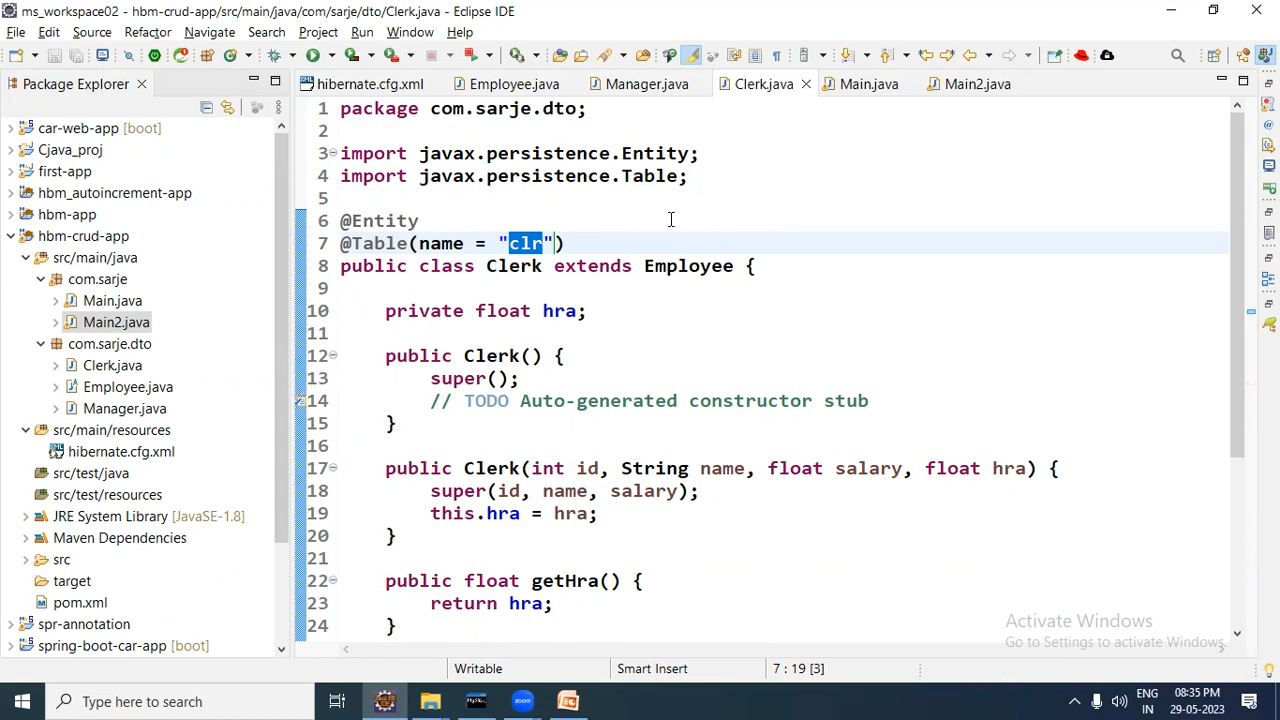 ms_workspace02 - hbm-crud-app/src/main/java/com/sarje/dto/Clerk.java - Eclipse IDE
File Edit Source Refactor Navigate Search Project Run Window Help
Package Explorer
hibernate.cfg.xml Employee.java Manager.java Clerk.java Main.java Main2.java
car-web-app [boot]
Cjava_proj
first-app
hbm_autoincrement-app
hbm-app
hbm-crud-app
src/main/java
com.sarje
Main.java
Main2.java
com.sarje.dto
Clerk.java
Employee.java
Manager.java
src/main/resources
hibernate.cfg.xml
src/test/java
src/test/resources
JRE System Library [JavaSE-1.8]
Maven Dependencies
src
target
pom.xml
spr-annotation
spring-boot-car-app [boot]
1 package com.sarje.dto;
2
3 import javax.persistence.Entity;
4 import javax.persistence.Table;
5
6 @Entity
7 @Table(name = "clr")
8 public class Clerk extends Employee {
9
10 private float hra;
11
12 public Clerk() {
13 super();
14 // TODO Auto-generated constructor stub
15 }
16
17 public Clerk(int id, String name, float salary, float hra) {
18 super(id, name, salary);
19 this.hra = hra;
20 }
21
22 public float getHra() {
23 return hra;
24 }
Activate Windows
Go to Settings to activate Windows.
Writable Smart Insert 7 : 19 [3]
Type here to search
ENG
IN
08:35 PM
29-05-2023